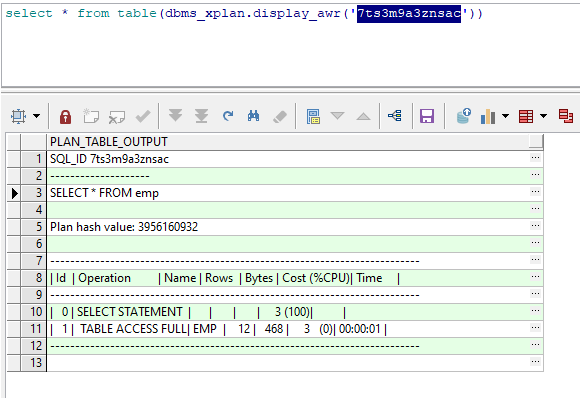 select * from table(dbms_xplan.display_awr('7ts3m9a3znsac'))
PLAN_TABLE_OUTPUT
1 SQL_ID 7ts3m9a3znsac ...
2 -------------------- ...
3 SELECT * FROM emp ...
4 ...
5 Plan hash value: 3956160932 ...
6 ...
7 -------------------------------------------------------------------------- ...
8 | Id | Operation | Name | Rows | Bytes | Cost (%CPU)| Time | ...
9 -------------------------------------------------------------------------- ...
10 | 0 | SELECT STATEMENT | | | | 3 (100)| | ...
11 | 1 | TABLE ACCESS FULL| EMP | 12 | 468 | 3 (0)| 00:00:01 | ...
12 -------------------------------------------------------------------------- ...
13 ...